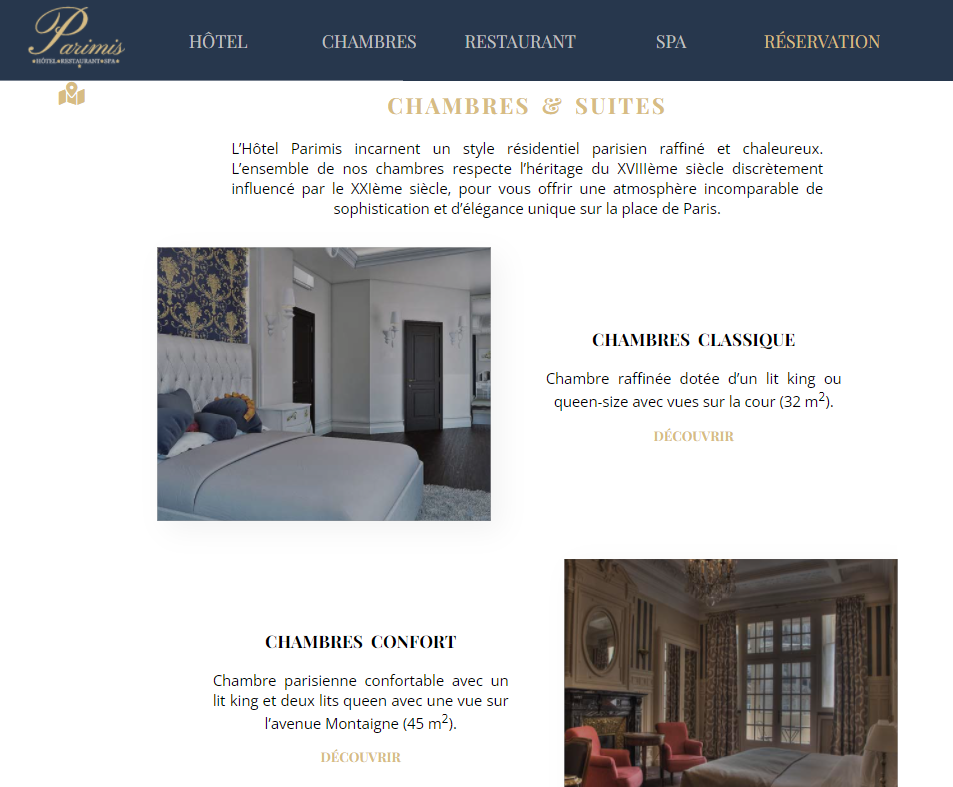 Parimis
HÔTEL RESTAURANT SPA
HÔTEL
CHAMBRES
RESTAURANT
SPA
RÉSERVATION
CHAMBRES & SUITES
L’Hôtel Parimis incarnent un style résidentiel parisien raffiné et chaleureux.
L’ensemble de nos chambres respecte l’héritage du XVIIIème siècle discrètement
influencé par le XXIème siècle, pour vous offrir une atmosphère incomparable de
sophistication et d’élégance unique sur la place de Paris.
CHAMBRES CLASSIQUE
Chambre raffinée dotée d’un lit king ou
queen-size avec vues sur la cour (32 m²).
DÉCOUVRIR
CHAMBRES CONFORT
Chambre parisienne confortable avec un
lit king et deux lits queen avec une vue sur
l’avenue Montaigne (45 m²).
DÉCOUVRIR